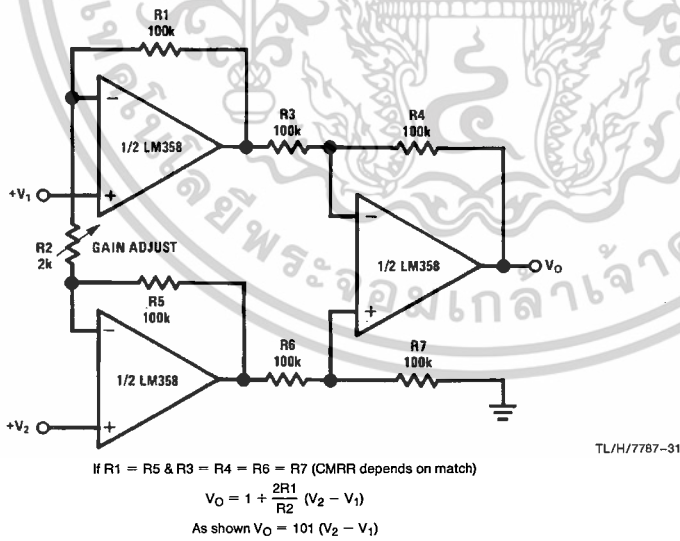 R1
100k
1/2 LM358
+V1
R2
2k
GAIN ADJUST
R3
100k
R4
100k
1/2 LM358
VO
R5
100k
1/2 LM358
+V2
R6
100k
R7
100k
TL/H/7787–31
If R1 = R5 & R3 = R4 = R6 = R7 (CMRR depends on match)
VO = 1 + 2R1/R2 (V2 − V1)
As shown VO = 101 (V2 − V1)